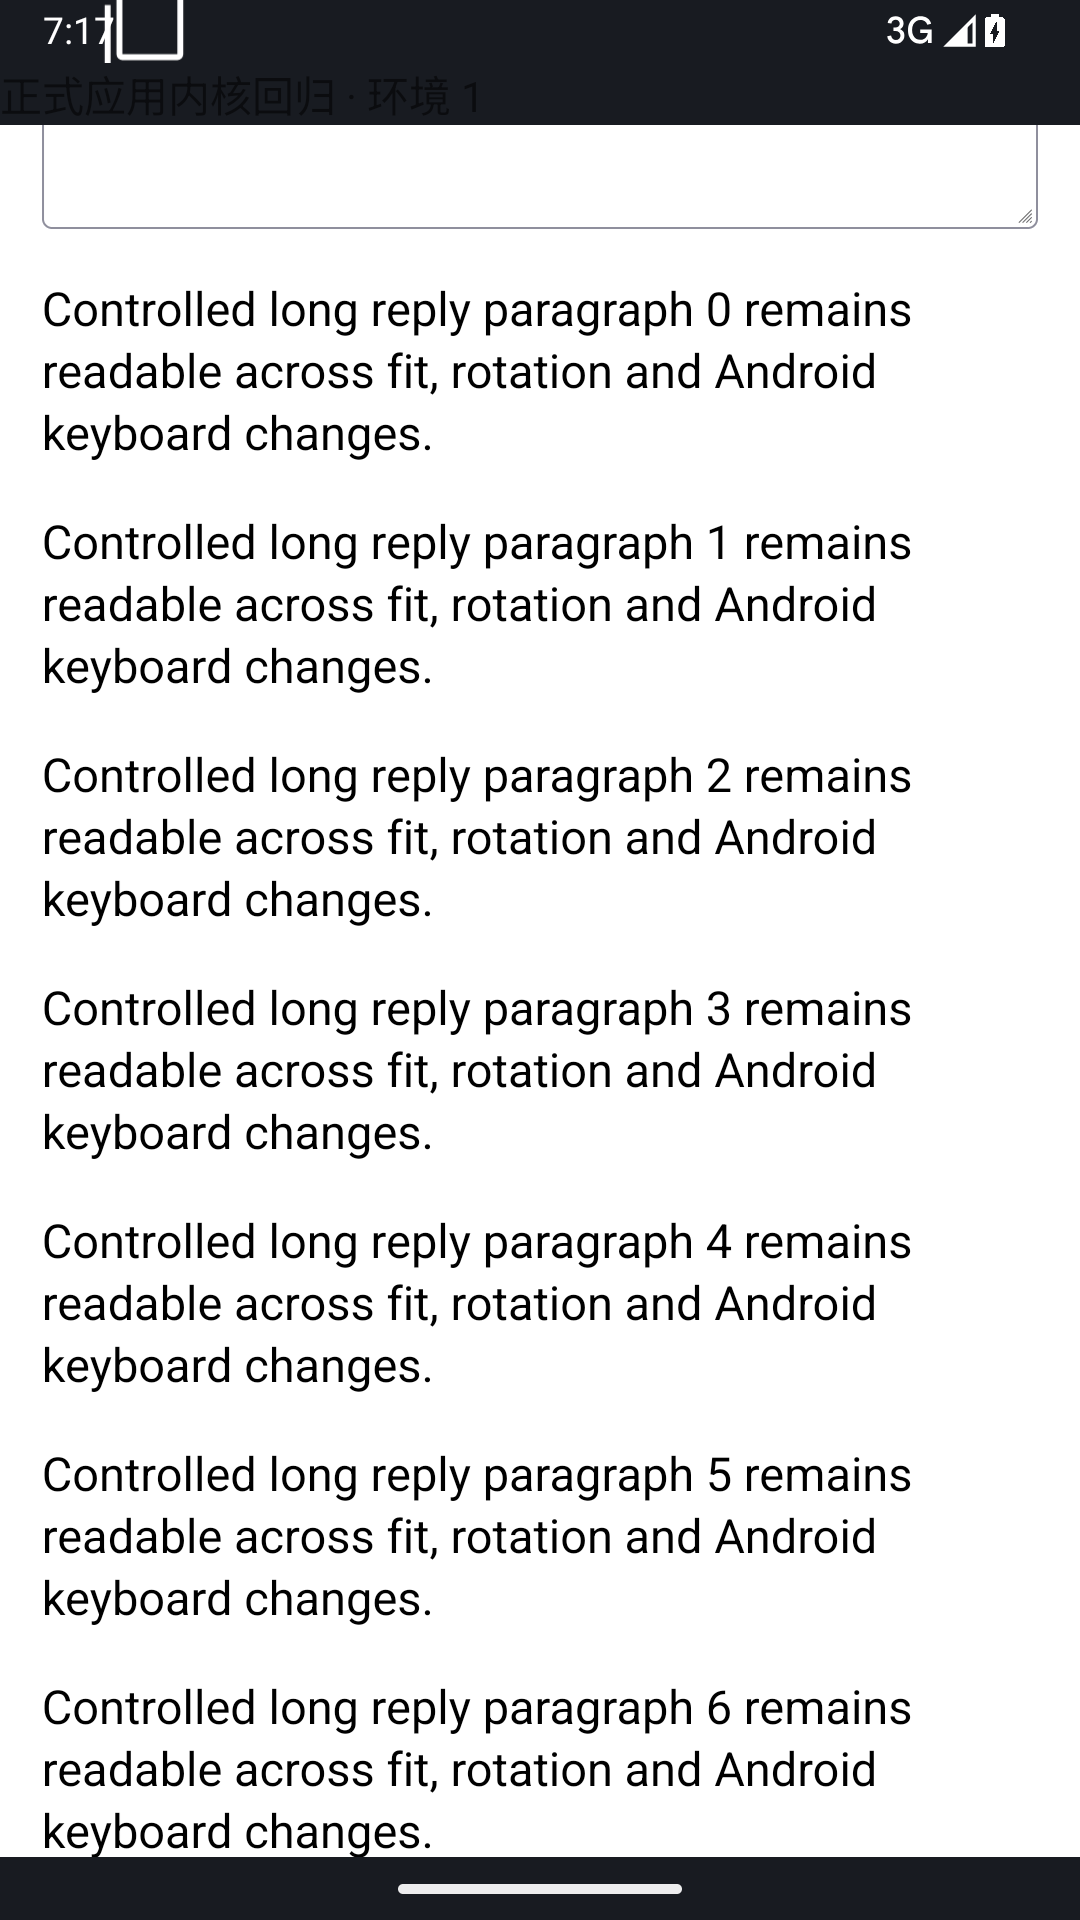 7:17
3G
正式应用内核回归 · 环境 1
Controlled long reply paragraph 0 remains
readable across fit, rotation and Android
keyboard changes.
Controlled long reply paragraph 1 remains
readable across fit, rotation and Android
keyboard changes.
Controlled long reply paragraph 2 remains
readable across fit, rotation and Android
keyboard changes.
Controlled long reply paragraph 3 remains
readable across fit, rotation and Android
keyboard changes.
Controlled long reply paragraph 4 remains
readable across fit, rotation and Android
keyboard changes.
Controlled long reply paragraph 5 remains
readable across fit, rotation and Android
keyboard changes.
Controlled long reply paragraph 6 remains
readable across fit, rotation and Android
keyboard changes.